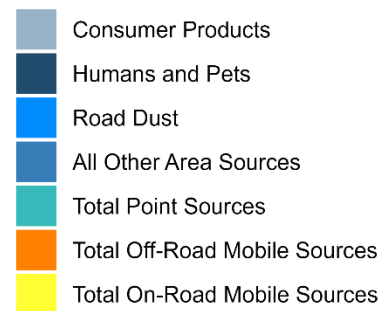 Consumer Products
Humans and Pets
Road Dust
All Other Area Sources
Total Point Sources
Total Off-Road Mobile Sources
Total On-Road Mobile Sources